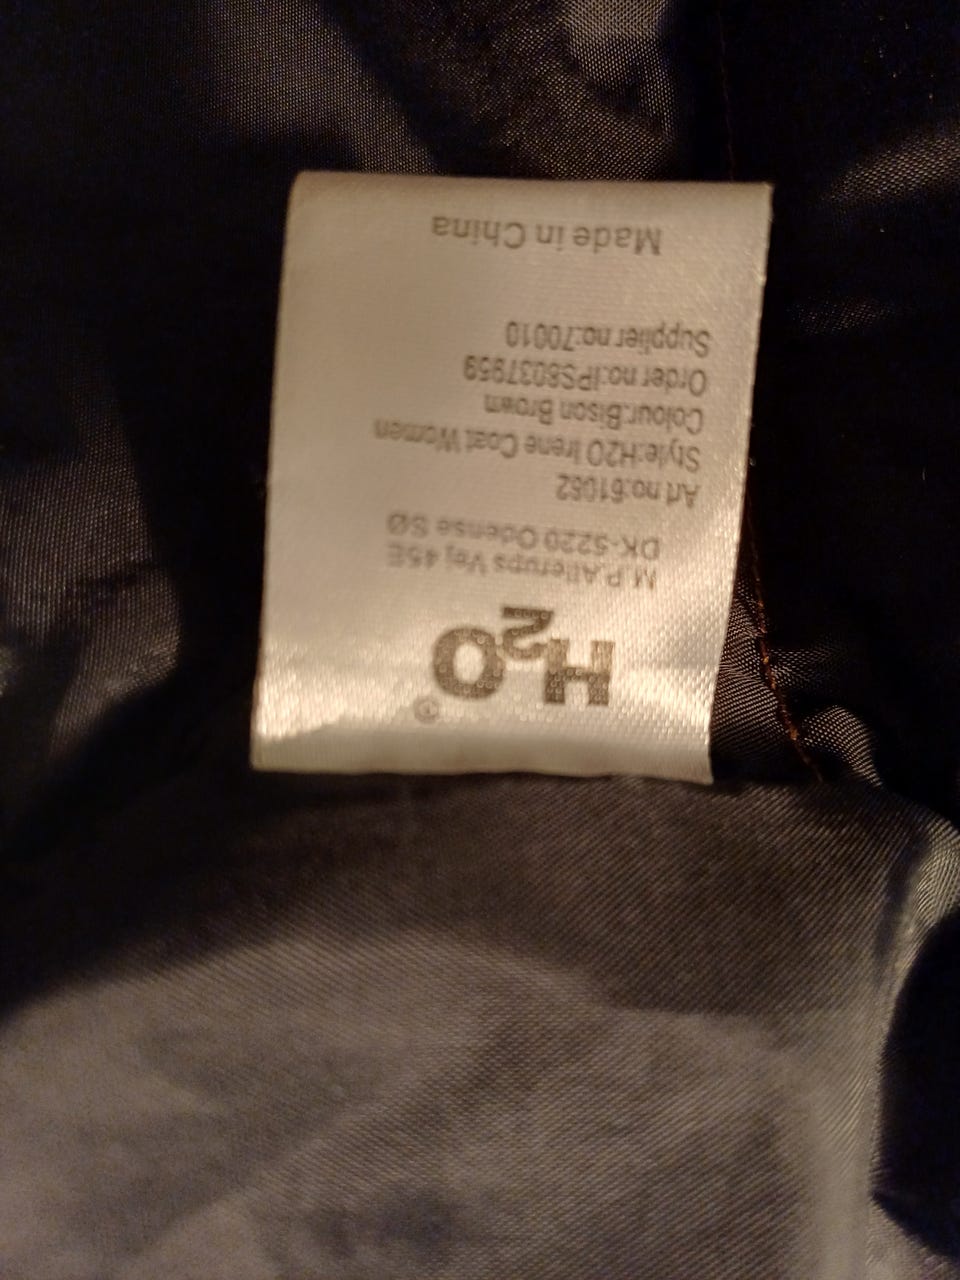 H2O®
M.P.Allerups Vej 45E
DK-5220 Odense SØ
Art no:61062
Style:H2O Irene Coat Women
Colour:Bison Brown
Order no:IPS8037959
Supplier no:70010
Made in China